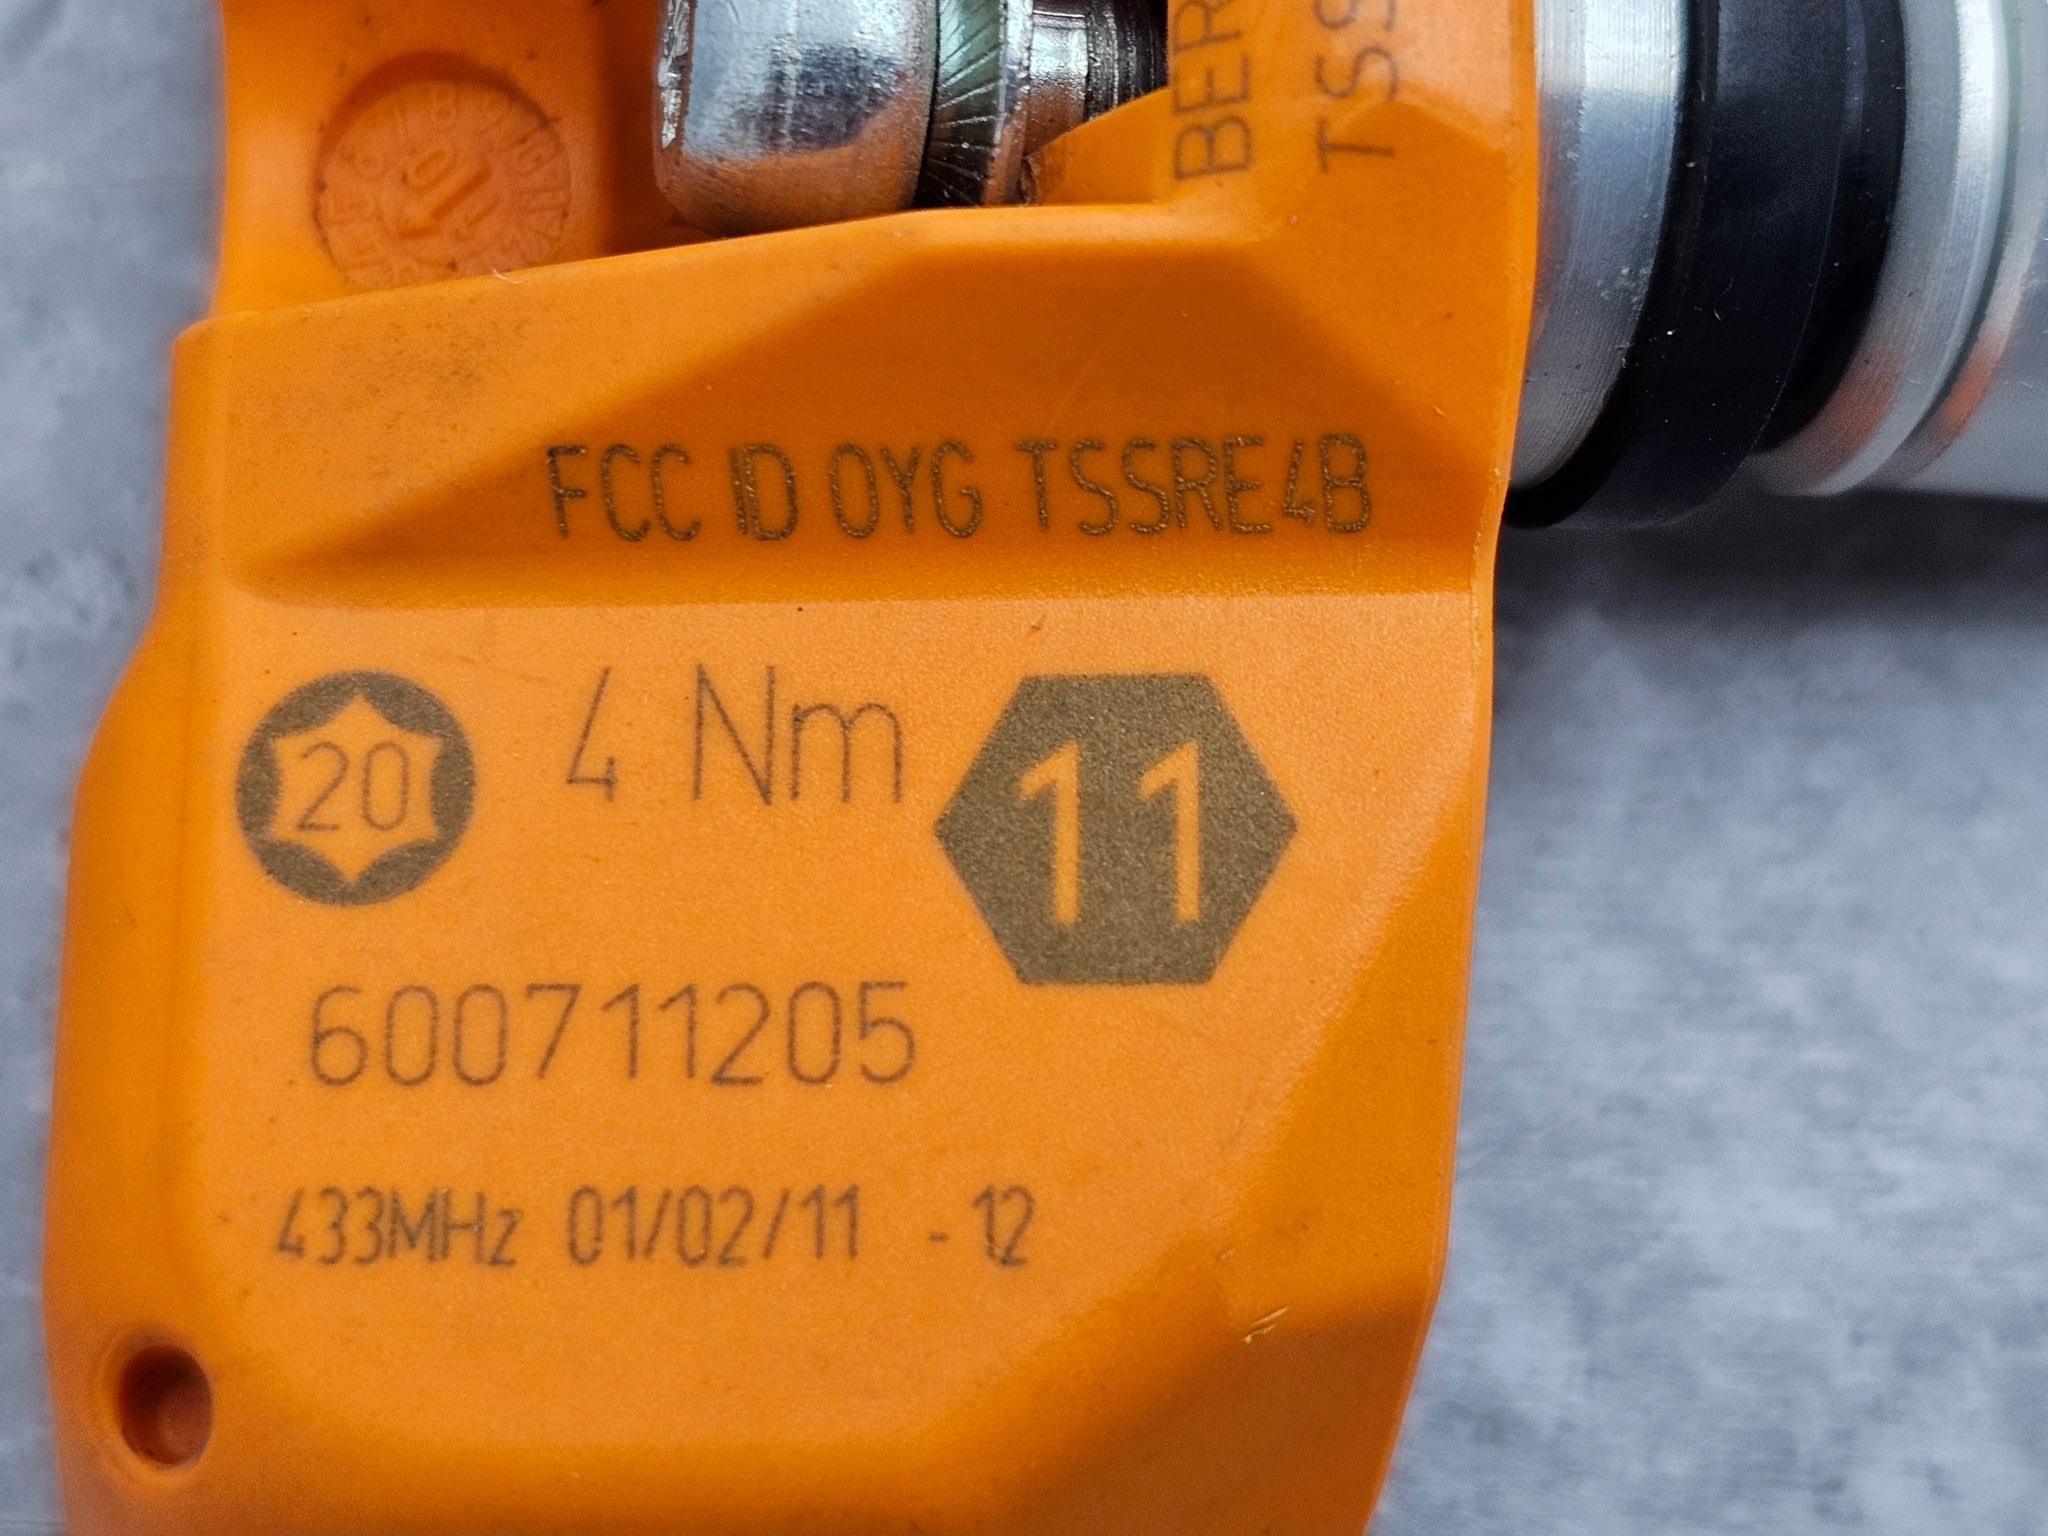 FCC ID OYG TSSRE4B
20 4 Nm 11
600711205
433MHz 01/02/11 - 12